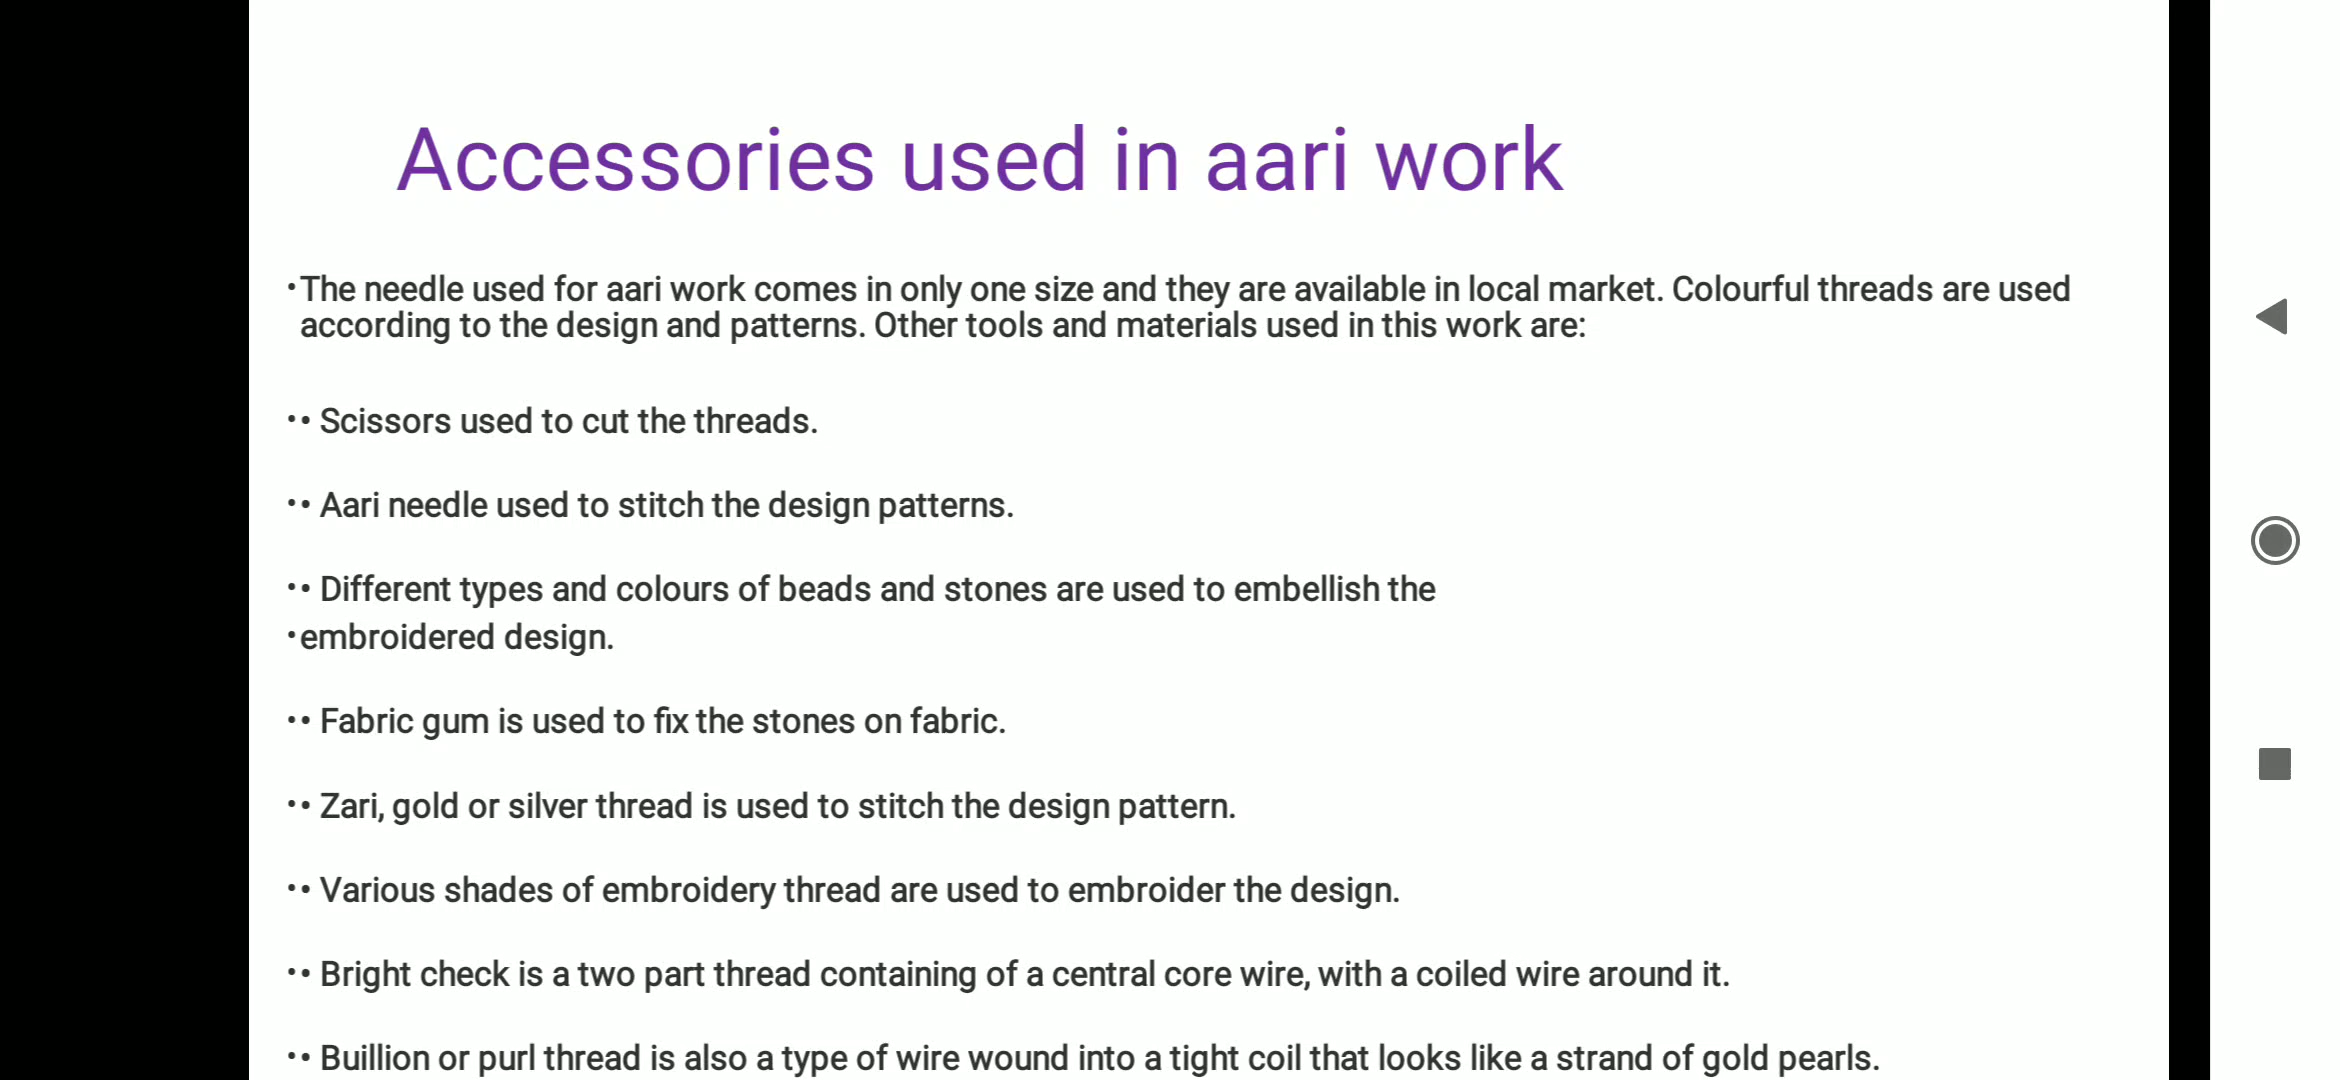 Accessories used in aari work
•The needle used for aari work comes in only one size and they are available in local market. Colourful threads are used
according to the design and patterns. Other tools and materials used in this work are:
•• Scissors used to cut the threads.
•• Aari needle used to stitch the design patterns.
•• Different types and colours of beads and stones are used to embellish the
•embroidered design.
•• Fabric gum is used to fix the stones on fabric.
•• Zari, gold or silver thread is used to stitch the design pattern.
•• Various shades of embroidery thread are used to embroider the design.
•• Bright check is a two part thread containing of a central core wire, with a coiled wire around it.
•• Buillion or purl thread is also a type of wire wound into a tight coil that looks like a strand of gold pearls.